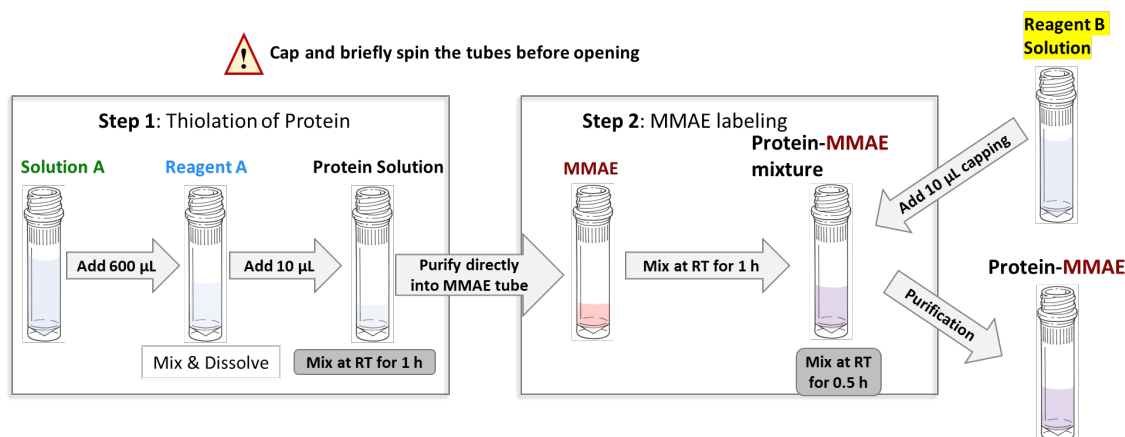 ! Cap and briefly spin the tubes before opening
Reagent B
Solution
Step 1: Thiolation of Protein
Solution A
Reagent A
Protein Solution
Add 600 µL
Add 10 µL
Mix & Dissolve
Mix at RT for 1 h
Purify directly
into MMAE tube
Step 2: MMAE labeling
MMAE
Mix at RT for 1 h
Protein-MMAE
mixture
Add 10 µL capping
Mix at RT
for 0.5 h
Purification
Protein-MMAE